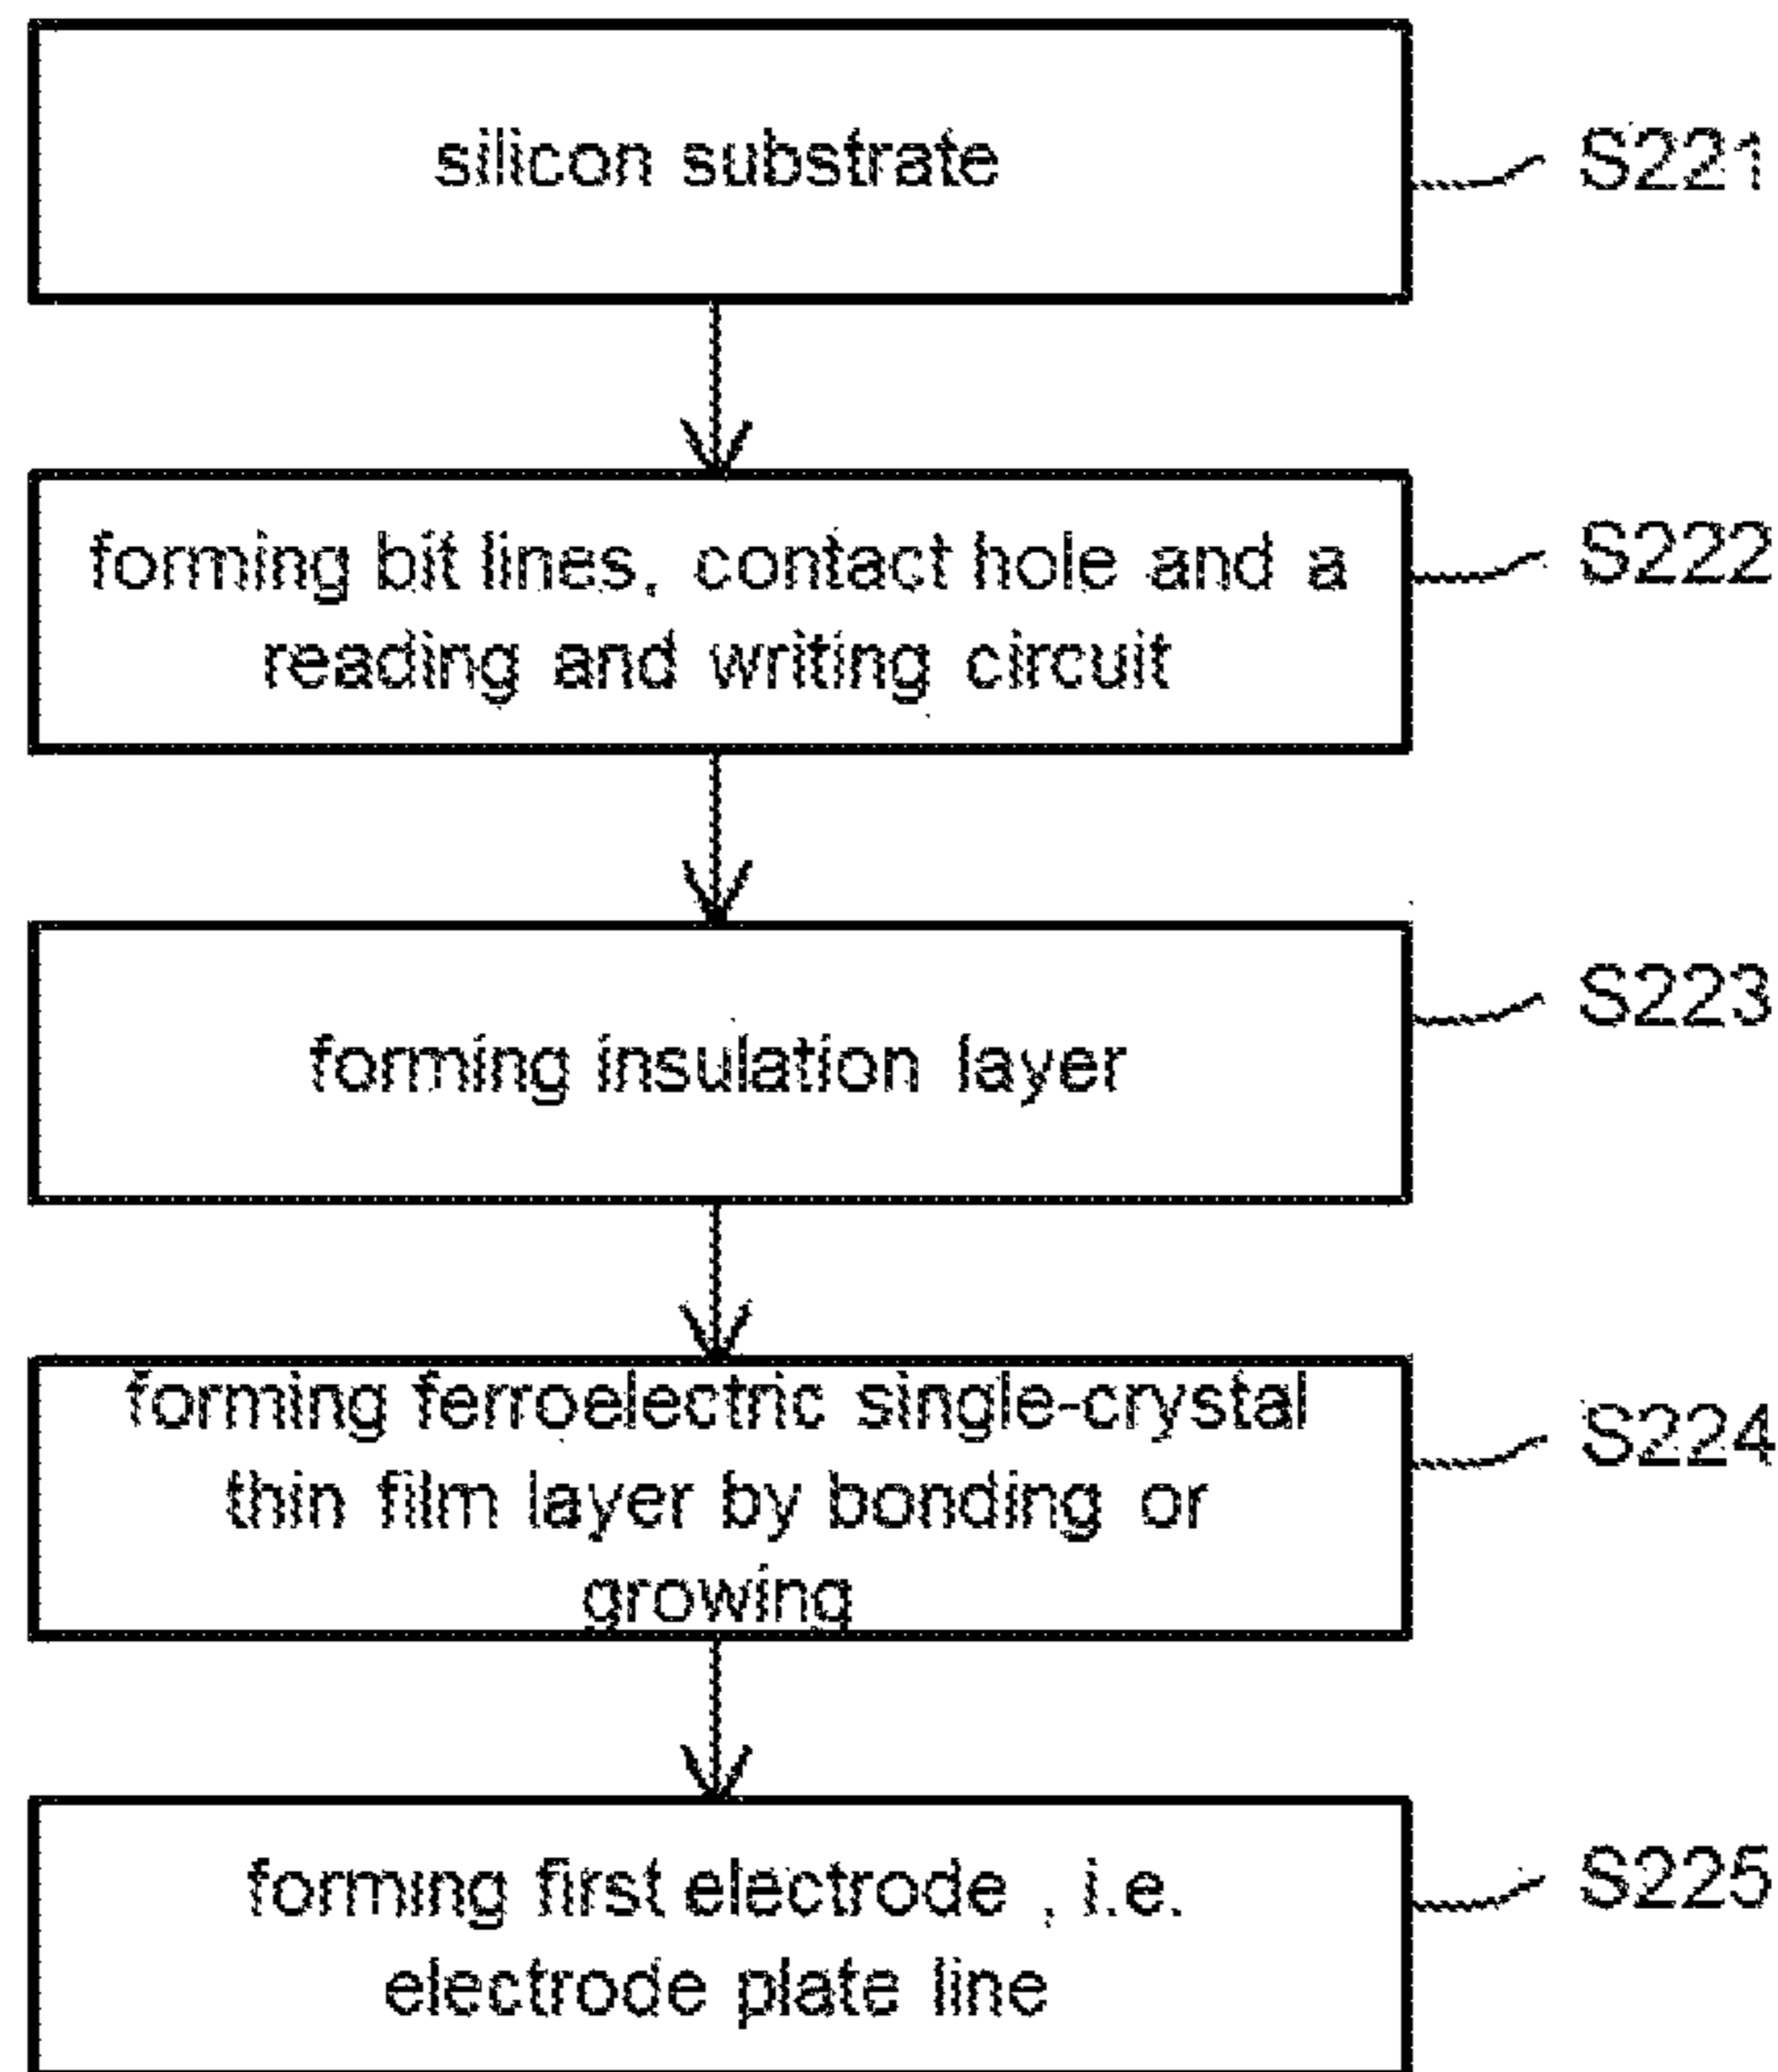 silicon substrate
S221
forming bit lines, contact hole and a
reading and writing circuit
S222
forming insulation layer
S223
forming ferroelectric single-crystal
thin film layer by bonding or
growing
S224
forming first electrode , i.e.
electrode plate line
S225